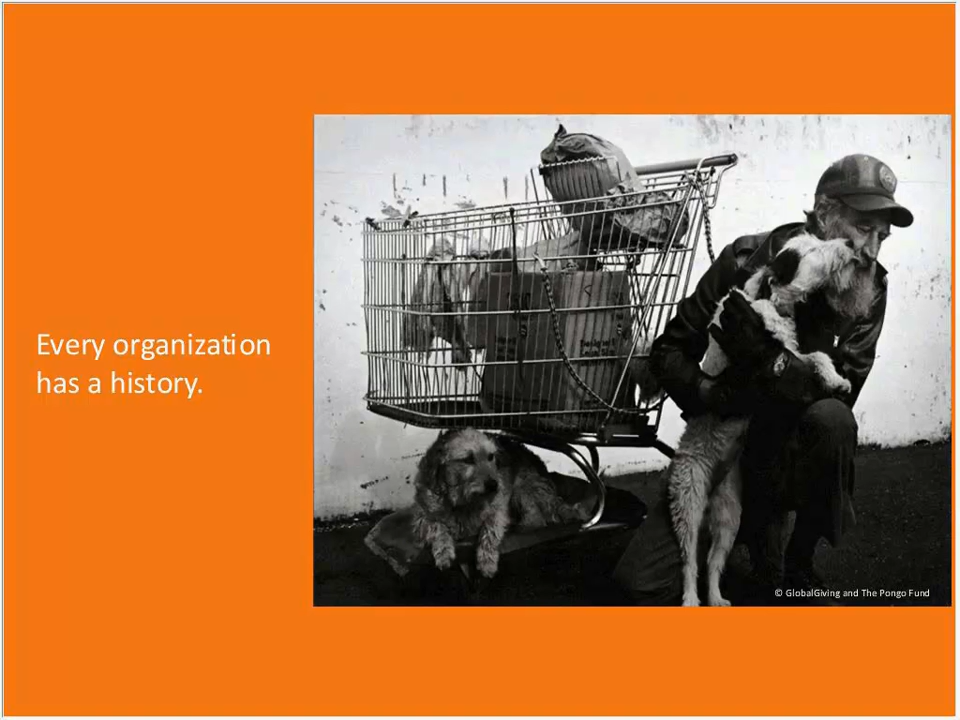 Every organization
has a history.
© GlobalGiving and The Pongo Fund